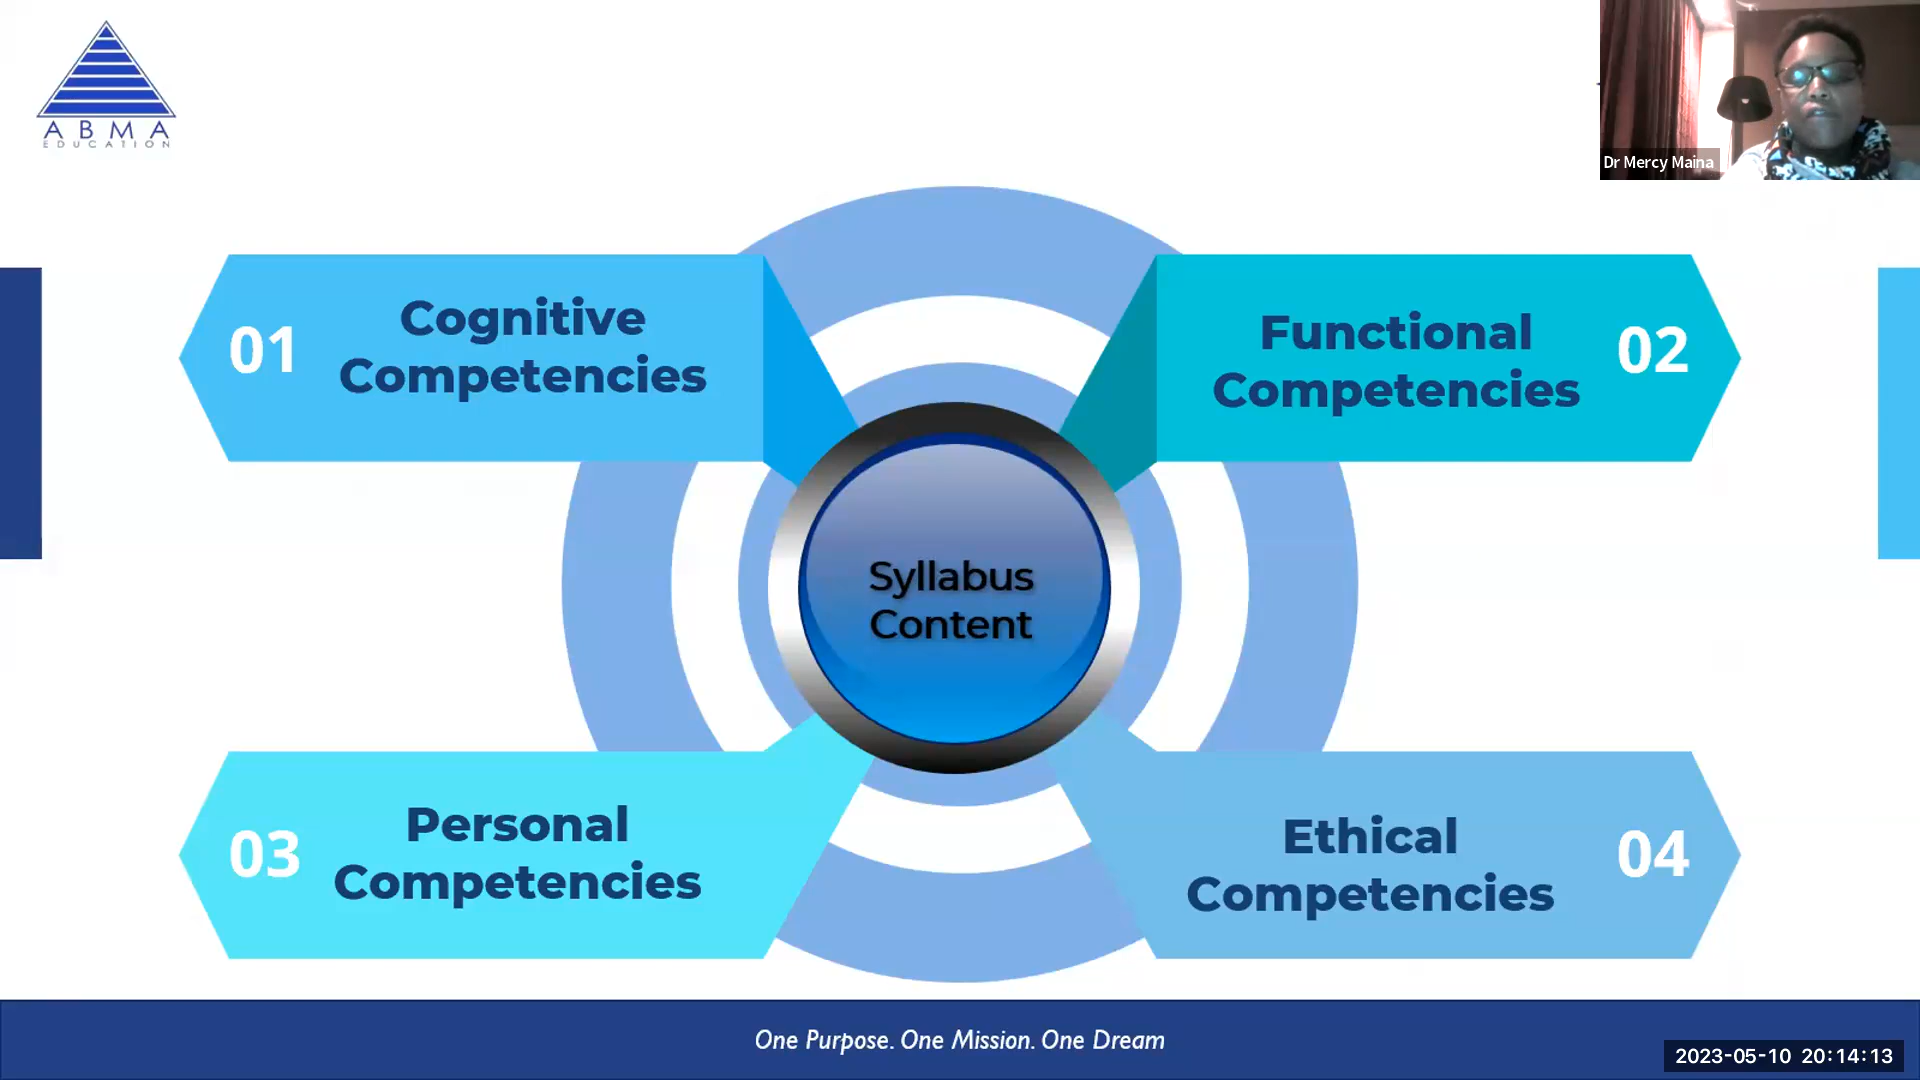 ABMA
EDUCATION
Dr Mercy Maina
01
Cognitive
Competencies
Functional
Competencies
02
Syllabus
Content
03
Personal
Competencies
Ethical
Competencies
04
One Purpose. One Mission. One Dream
2023-05-10 20:14:13